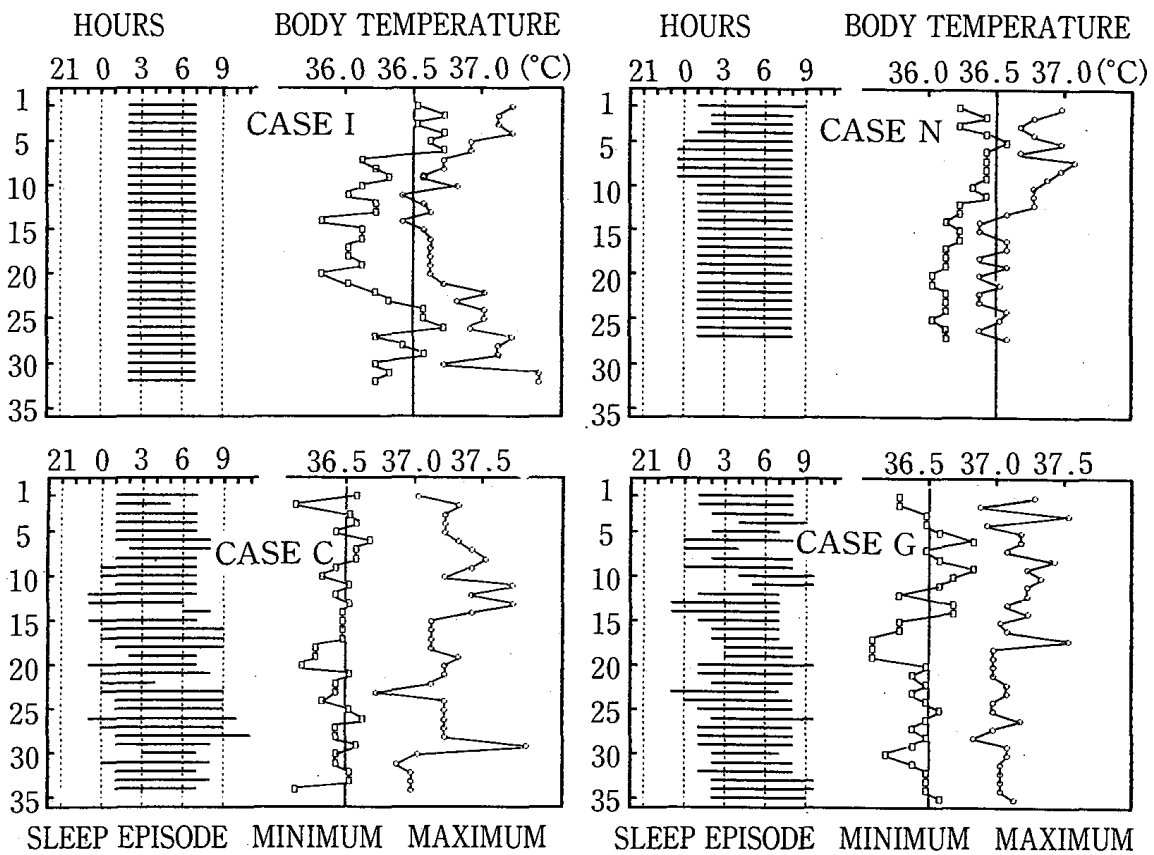 HOURS BODY TEMPERATURE HOURS BODY TEMPERATURE
21 0 3 6 9 36.0 36.5 37.0 (°C) 21 0 3 6 9 36.0 36.5 37.0 (°C)
1 1
CASE I CASE N
5 5
10 10
15 15
20 20
25 25
30 30
35 35
21 0 3 6 9 36.5 37.0 37.5 21 0 3 6 9 36.5 37.0 37.5
1 1
5 5
CASE C CASE G
10 10
15 15
20 20
25 25
30 30
35 35
SLEEP EPISODE MINIMUM MAXIMUM SLEEP EPISODE MINIMUM MAXIMUM